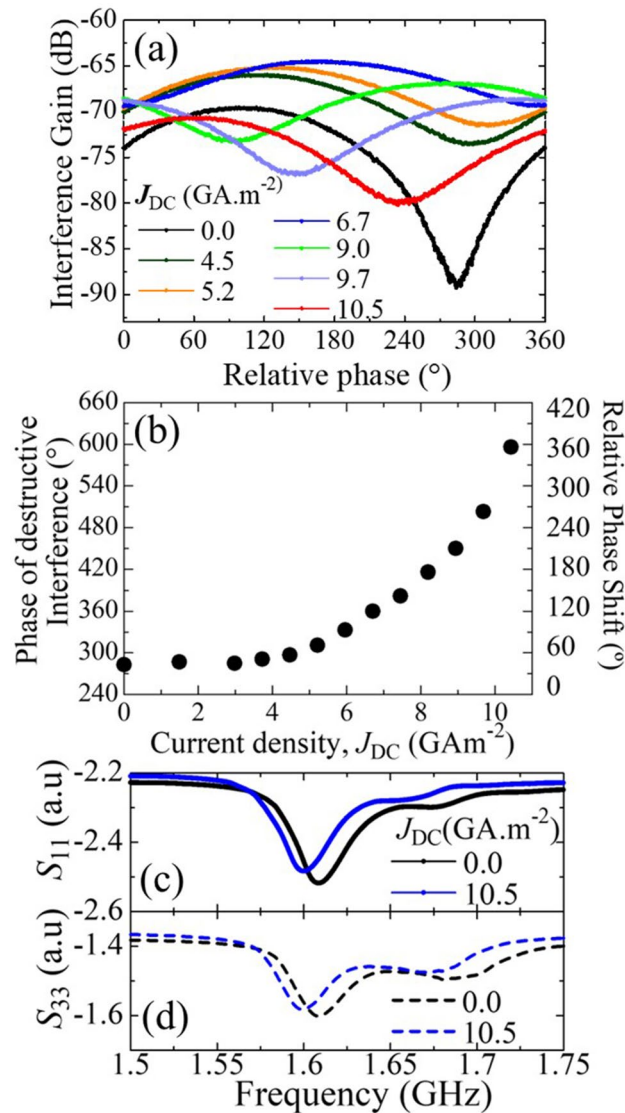 -60
-65
-70
-75
-80
-85
-90
Interference Gain (dB)
(a)
J_DC (GA.m⁻²)
0.0
4.5
5.2
6.7
9.0
9.7
10.5
0 60 120 180 240 300 360
Relative phase (°)
(b)
660
600
540
480
420
360
300
240
Phase of destructive
Interference (°)
420
360
300
240
180
120
60
0
Relative Phase Shift (°)
0 2 4 6 8 10
Current density, J_DC (GAm⁻²)
-2.2
-2.4
-2.6
S₁₁ (a.u)
(c)
J_DC(GA.m⁻²)
0.0
10.5
-1.4
-1.6
S₃₃ (a.u)
(d)
0.0
10.5
1.5 1.55 1.6 1.65 1.7 1.75
Frequency (GHz)